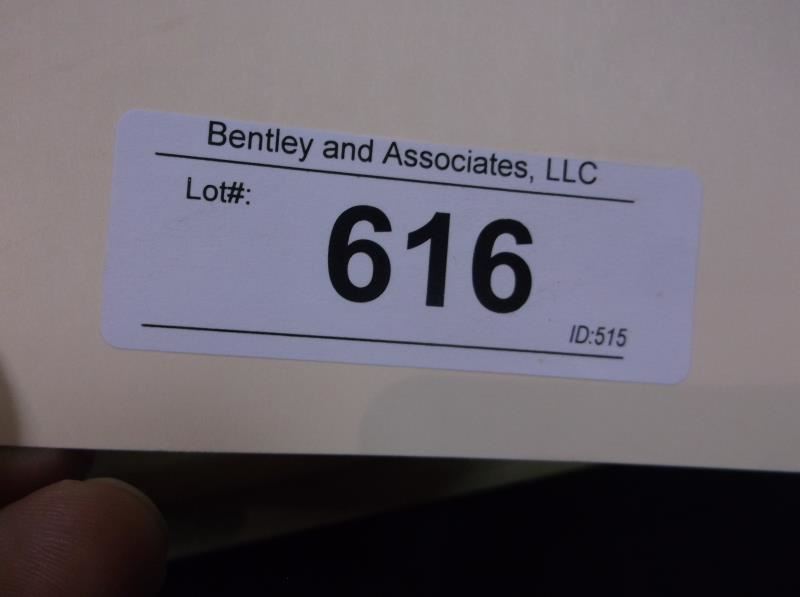 Bentley and Associates, LLC
Lot#:
616
ID:515